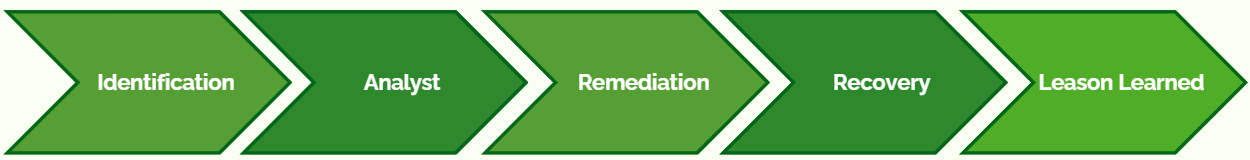 Identification
Analyst
Remediation
Recovery
Leason Learned